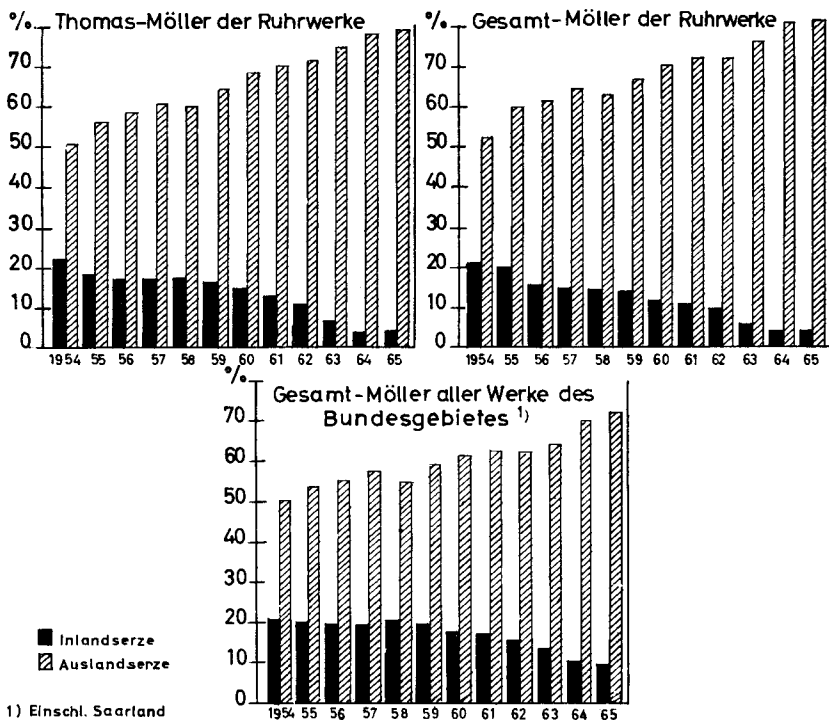 %
Thomas-Möller der Ruhrwerke
70
60
50
40
30
20
10
0
1954 55 56 57 58 59 60 61 62 63 64 65
%
Gesamt-Möller der Ruhrwerke
70
60
50
40
30
20
10
0
1954 55 56 57 58 59 60 61 62 63 64 65
%
Gesamt-Möller aller Werke des
Bundesgebietes 1)
70
60
50
40
30
20
10
0
1954 55 56 57 58 59 60 61 62 63 64 65
Inlandserze
Auslandserze
1) Einschl. Saarland